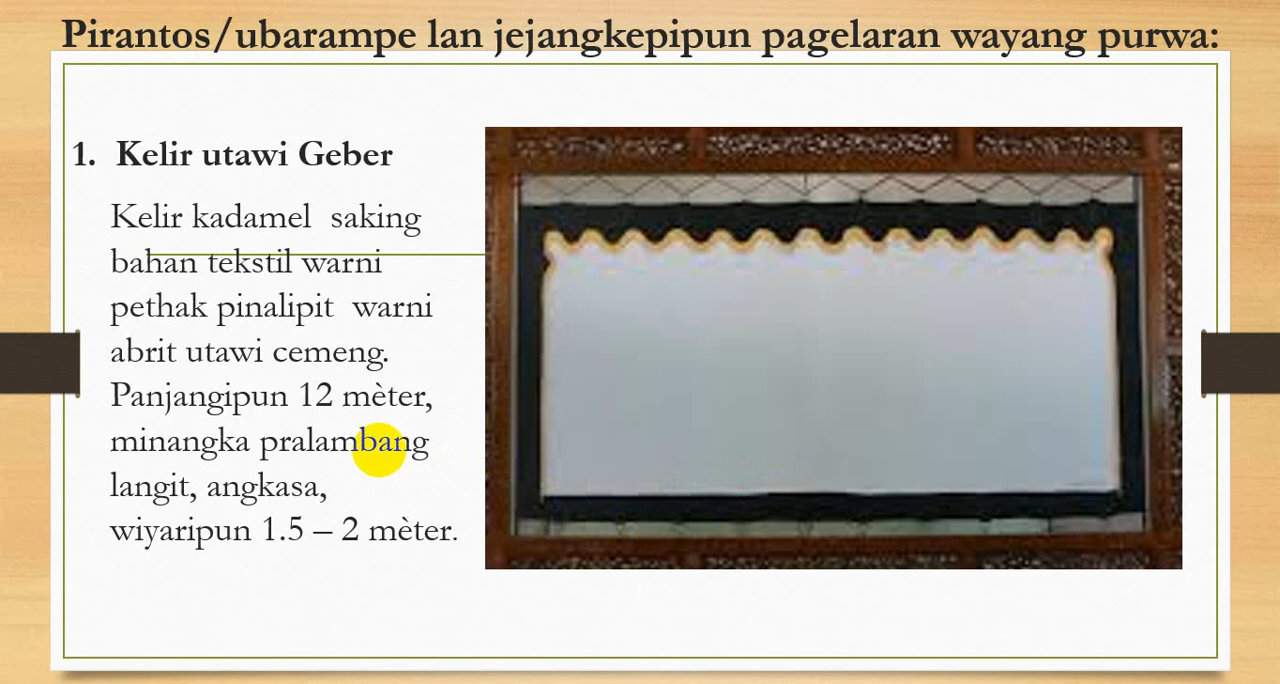 Pirantos/ubarampe lan jejangkepipun pagelaran wayang purwa:
1. Kelir utawi Geber
Kelir kadamel saking
bahan tekstil warni
pethak pinalipit warni
abrit utawi cemeng.
Panjangipun 12 mèter,
minangka pralambang
langit, angkasa,
wiyaripun 1.5 – 2 mèter.